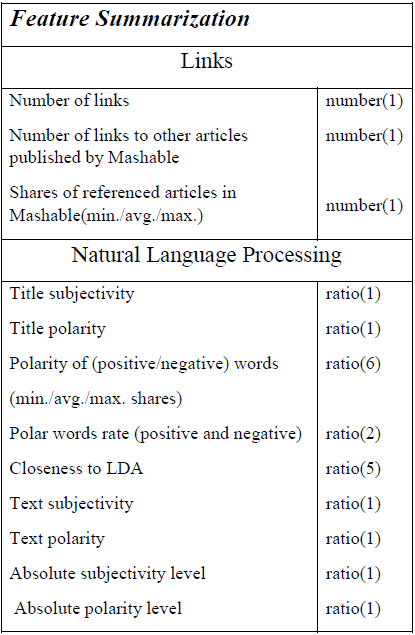 Feature Summarization
Links
Number of links number(1)
Number of links to other articles number(1)
published by Mashable
Shares of referenced articles in
Mashable(min./avg./max.) number(1)
Natural Language Processing
Title subjectivity ratio(1)
Title polarity ratio(1)
Polarity of (positive/negative) words ratio(6)
(min./avg./max. shares)
Polar words rate (positive and negative) ratio(2)
Closeness to LDA ratio(5)
Text subjectivity ratio(1)
Text polarity ratio(1)
Absolute subjectivity level ratio(1)
Absolute polarity level ratio(1)